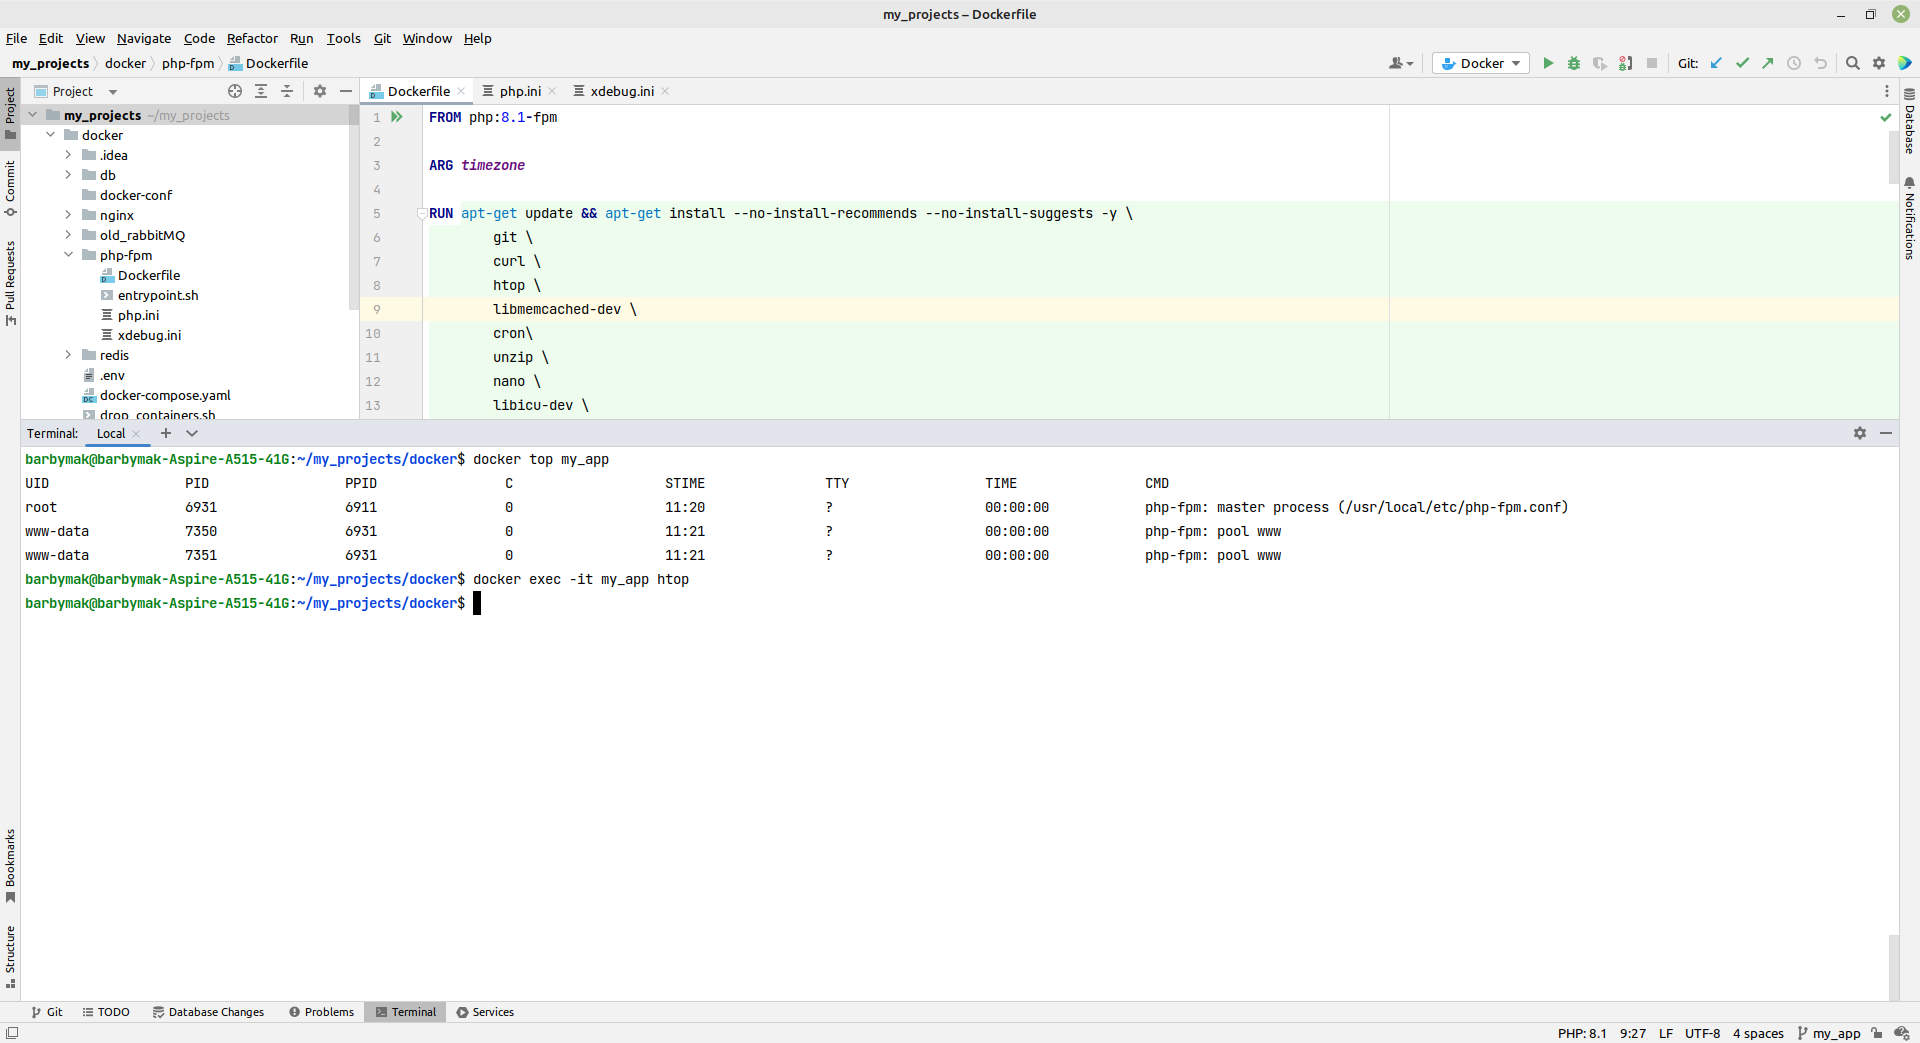 my_projects – Dockerfile
File Edit View Navigate Code Refactor Run Tools Git Window Help
my_projects docker php-fpm Dockerfile
Docker Git:
Project
Dockerfile php.ini xdebug.ini
my_projects ~/my_projects
docker
.idea
db
docker-conf
nginx
old_rabbitMQ
php-fpm
Dockerfile
entrypoint.sh
php.ini
xdebug.ini
redis
.env
docker-compose.yaml
drop_containers.sh
1 FROM php:8.1-fpm
2
3 ARG timezone
4
5 RUN apt-get update && apt-get install --no-install-recommends --no-install-suggests -y \
6 git \
7 curl \
8 htop \
9 libmemcached-dev \
10 cron\
11 unzip \
12 nano \
13 libicu-dev \
Project
Commit
Pull Requests
Bookmarks
Structure
Database
Notifications
Terminal: Local
barbymak@barbymak-Aspire-A515-41G:~/my_projects/docker$ docker top my_app
UID PID PPID C STIME TTY TIME CMD
root 6931 6911 0 11:20 ? 00:00:00 php-fpm: master process (/usr/local/etc/php-fpm.conf)
www-data 7350 6931 0 11:21 ? 00:00:00 php-fpm: pool www
www-data 7351 6931 0 11:21 ? 00:00:00 php-fpm: pool www
barbymak@barbymak-Aspire-A515-41G:~/my_projects/docker$ docker exec -it my_app htop
barbymak@barbymak-Aspire-A515-41G:~/my_projects/docker$
Git TODO Database Changes Problems Terminal Services
PHP: 8.1 9:27 LF UTF-8 4 spaces my_app